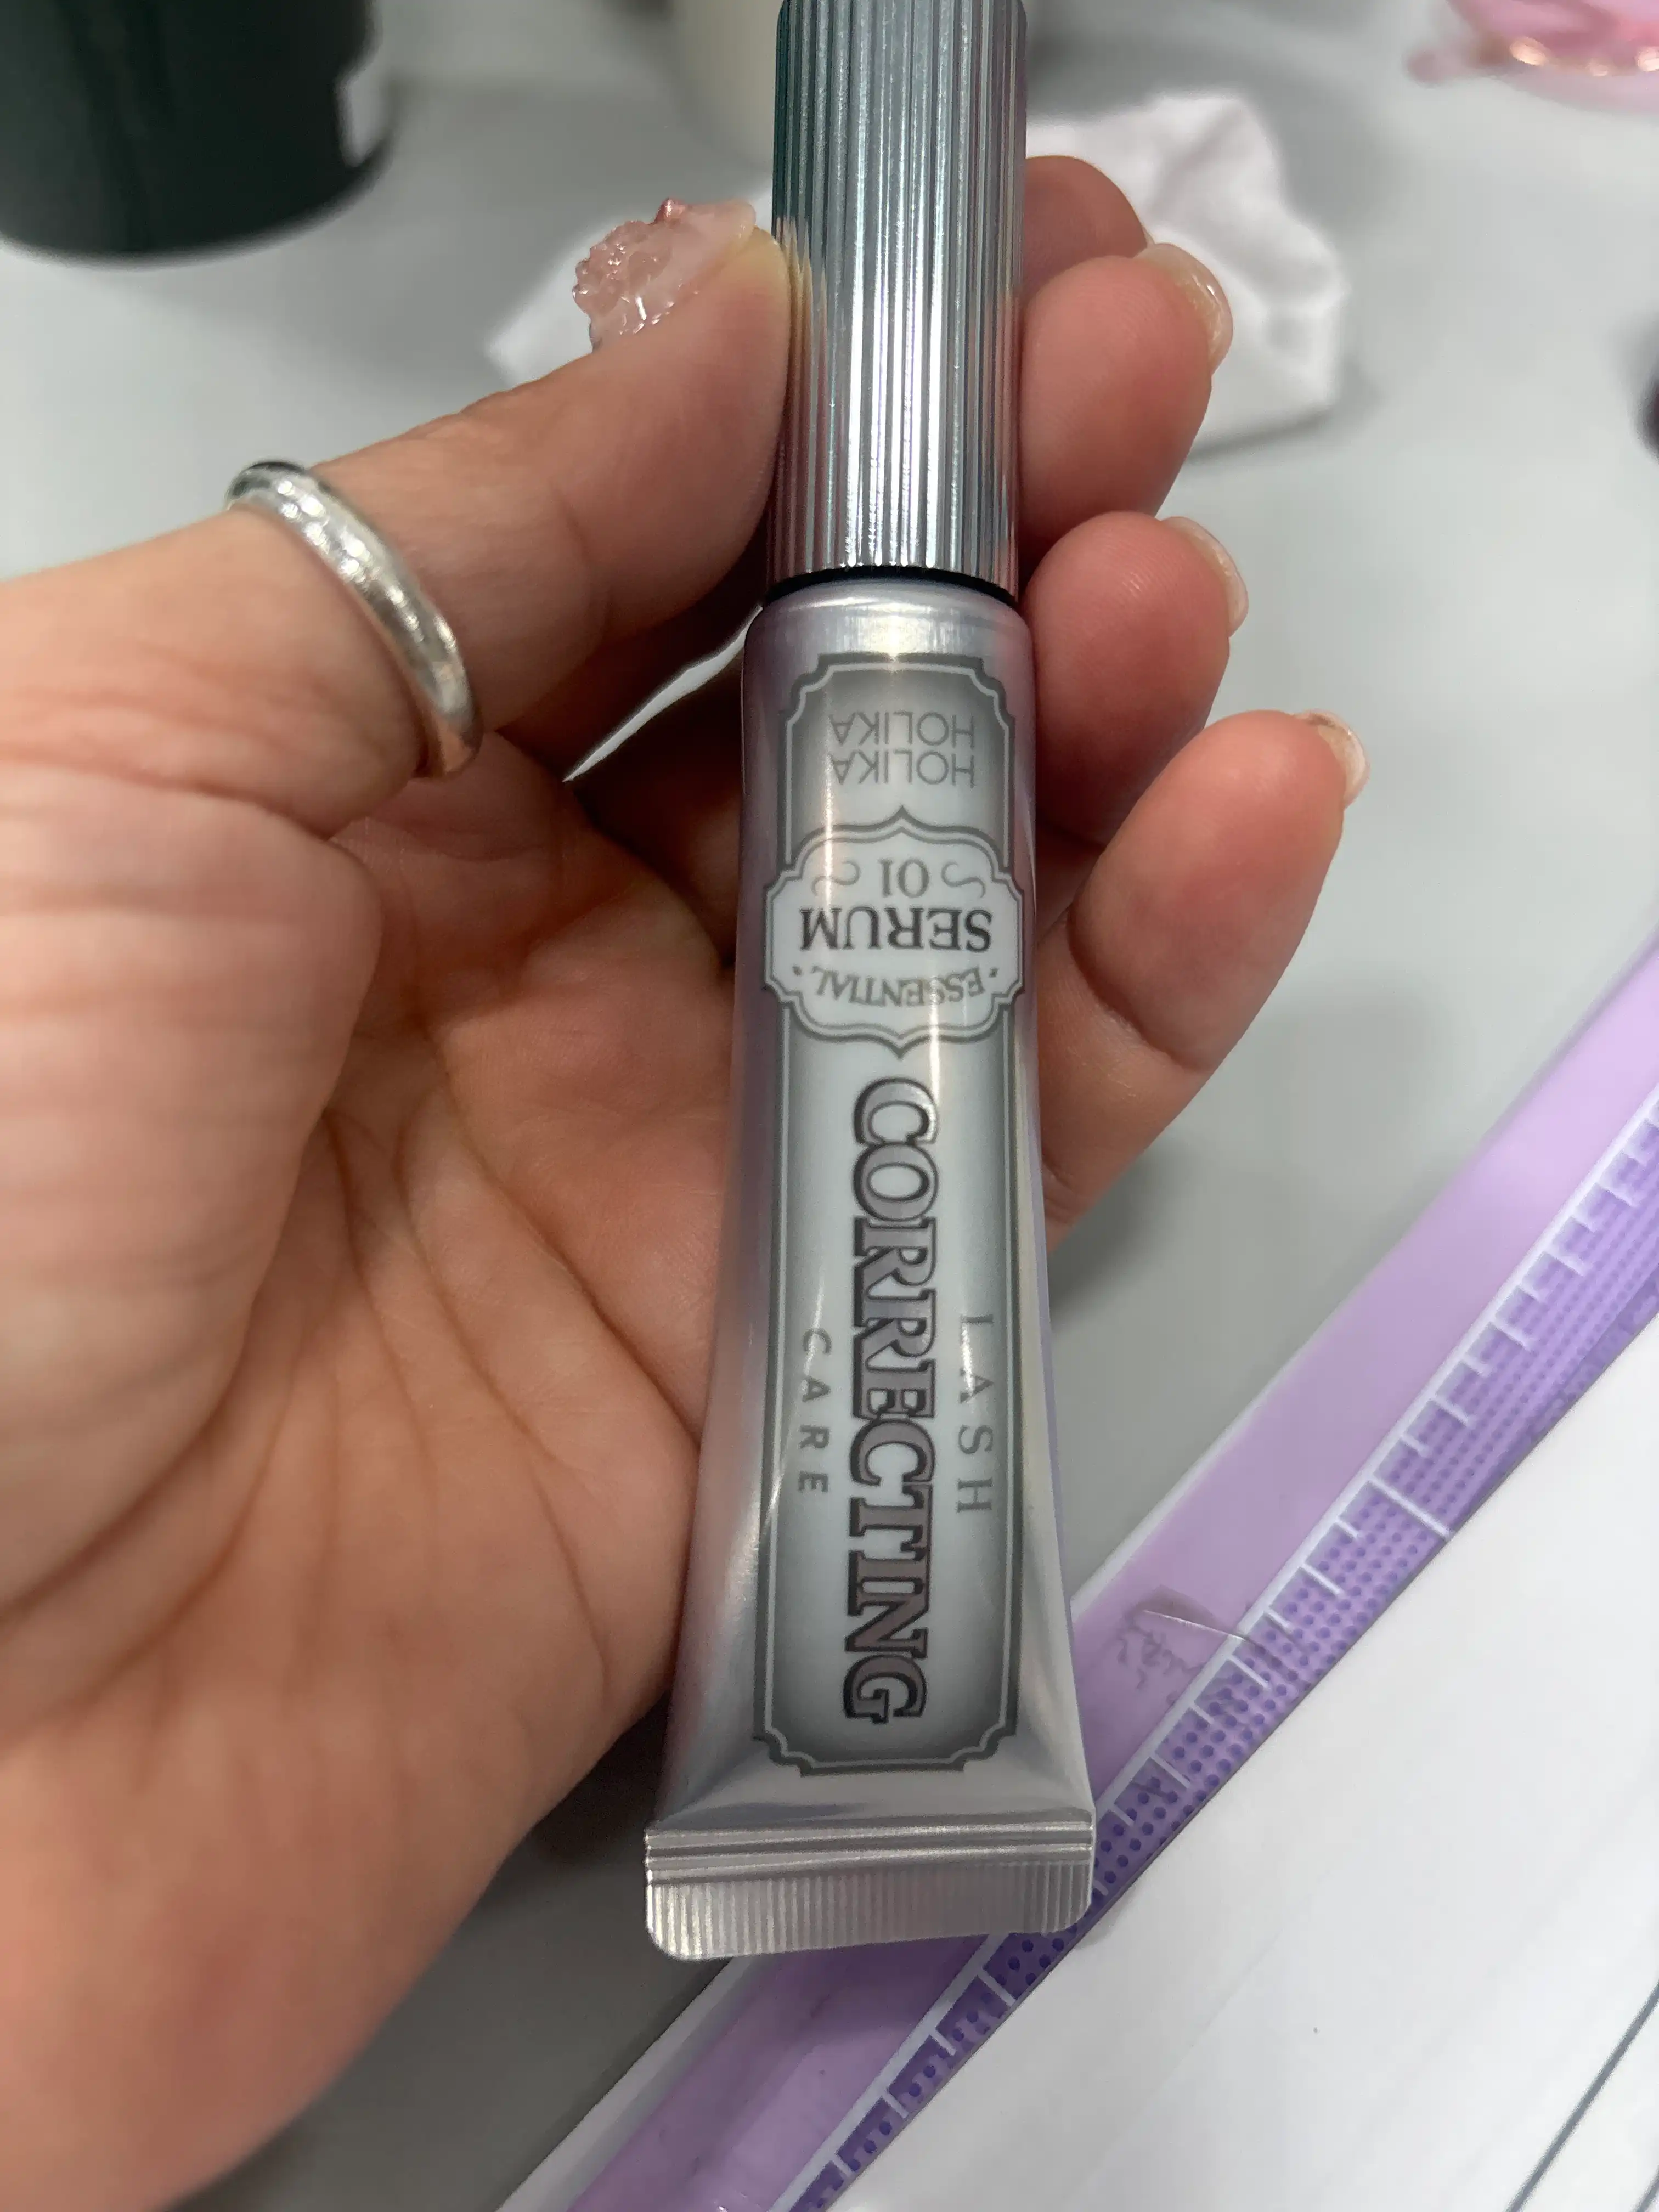 HOLIKA
HOLIKA
ESSENTIAL
SERUM
01
LASH
CORRECTING
CARE